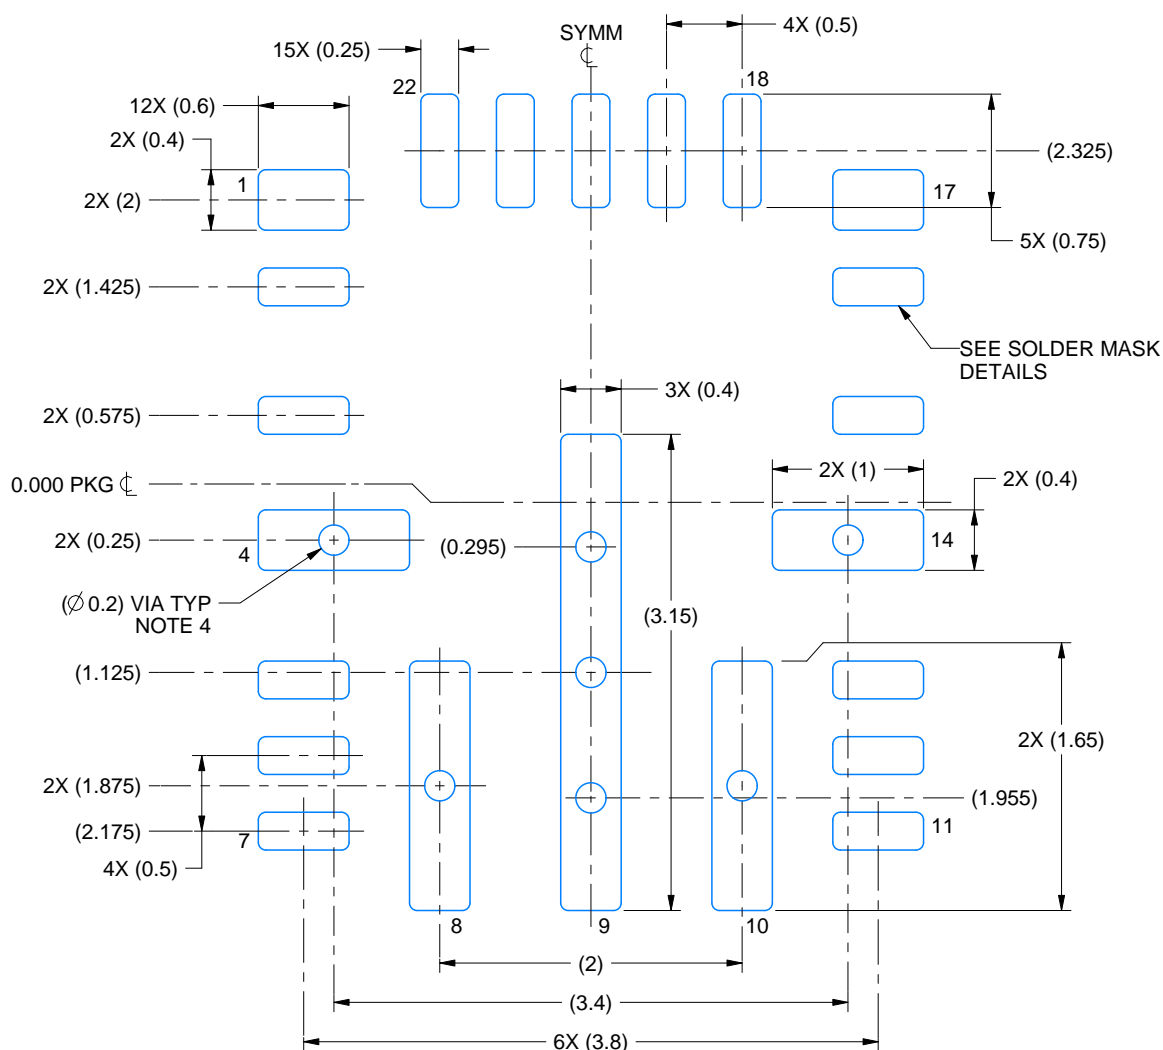 SYMM
4X (0.5)
15X (0.25)
22
18
12X (0.6)
2X (0.4)
(2.325)
1
17
2X (2)
5X (0.75)
2X (1.425)
SEE SOLDER MASK
DETAILS
3X (0.4)
2X (0.575)
2X (1)
2X (0.4)
0.000 PKG ℄
2X (0.25)
4
(0.295)
14
(∅ 0.2) VIA TYP
NOTE 4
(3.15)
(1.125)
2X (1.65)
2X (1.875)
(1.955)
(2.175)
7
11
4X (0.5)
8
9
10
(2)
(3.4)
6X (3.8)